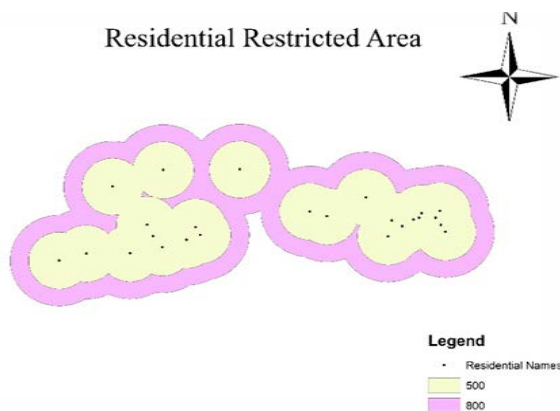 N
Residential Restricted Area
Legend
Residential Names
500
800